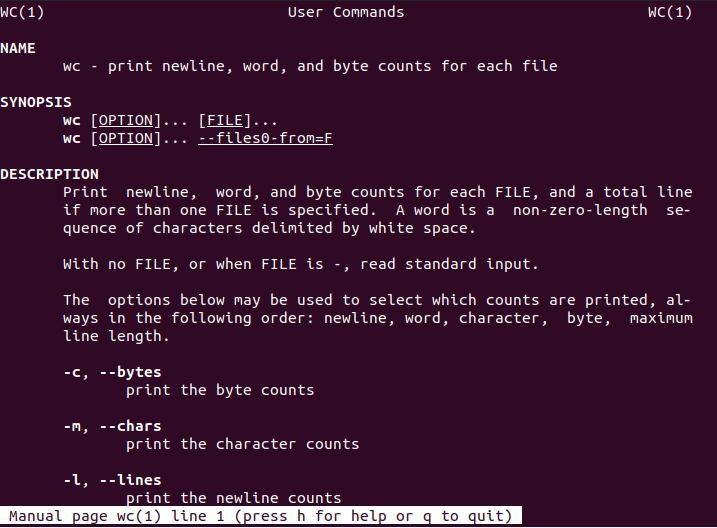 WC(1) User Commands WC(1)
NAME
wc - print newline, word, and byte counts for each file
SYNOPSIS
wc [OPTION]... [FILE]...
wc [OPTION]... --files0-from=F
DESCRIPTION
Print newline, word, and byte counts for each FILE, and a total line
if more than one FILE is specified. A word is a non-zero-length se-
quence of characters delimited by white space.
With no FILE, or when FILE is -, read standard input.
The options below may be used to select which counts are printed, al-
ways in the following order: newline, word, character, byte, maximum
line length.
-c, --bytes
print the byte counts
-m, --chars
print the character counts
-l, --lines
print the newline counts
Manual page wc(1) line 1 (press h for help or q to quit)